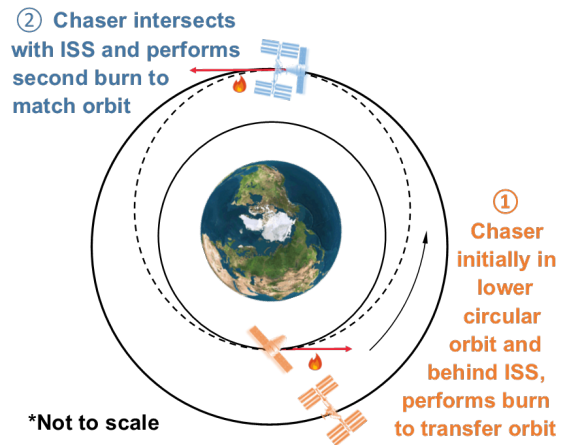 ② Chaser intersects
with ISS and performs
second burn to
match orbit
①
Chaser
initially in
lower
circular
orbit and
behind ISS,
performs burn
to transfer orbit
*Not to scale